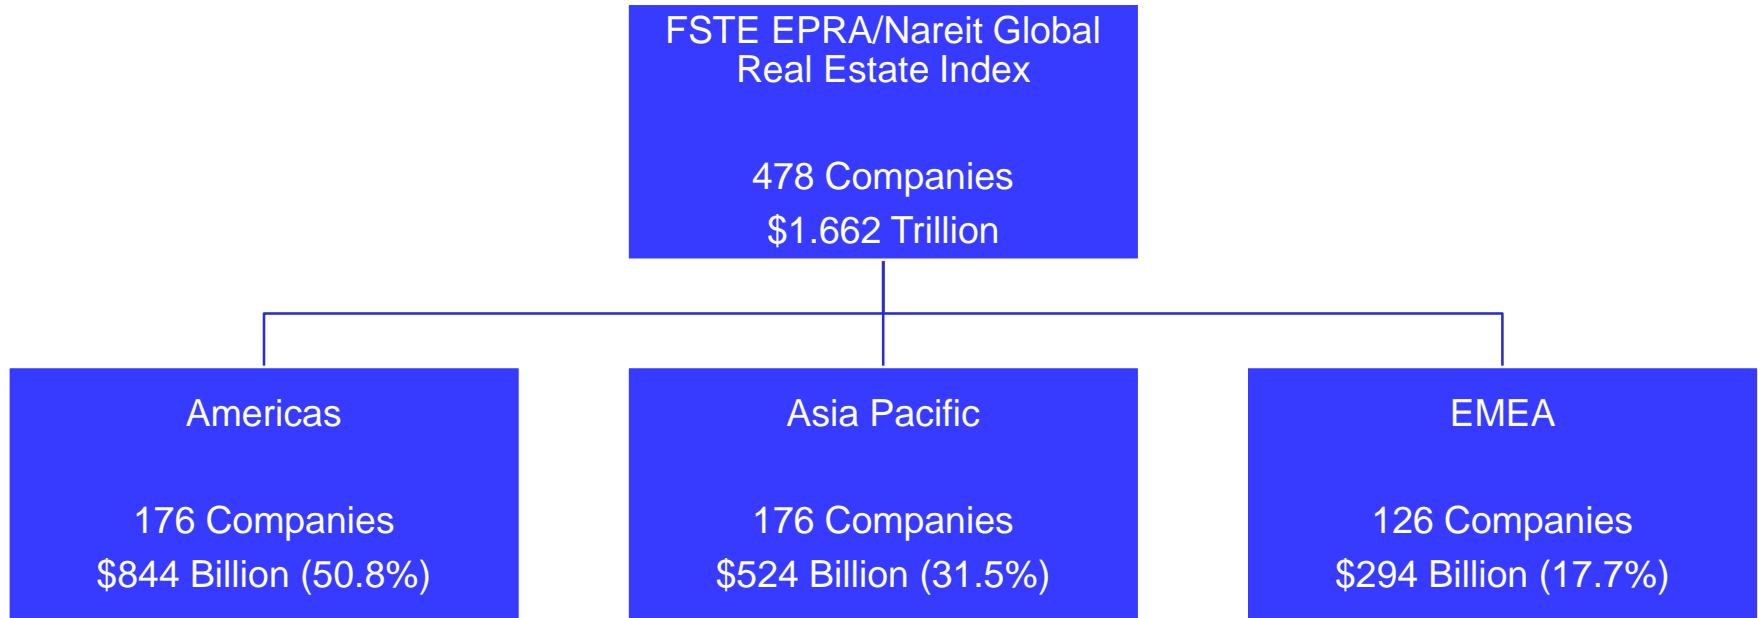 FSTE EPRA/Nareit Global
Real Estate Index
478 Companies
$1.662 Trillion
Americas
176 Companies
$844 Billion (50.8%)
Asia Pacific
176 Companies
$524 Billion (31.5%)
EMEA
126 Companies
$294 Billion (17.7%)